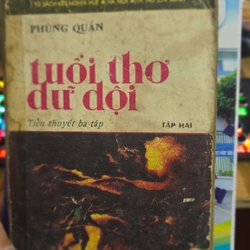 PHÙNG QUÁN
tuổi thơ
dữ dội
Tiểu thuyết ba tập
TẬP HAI